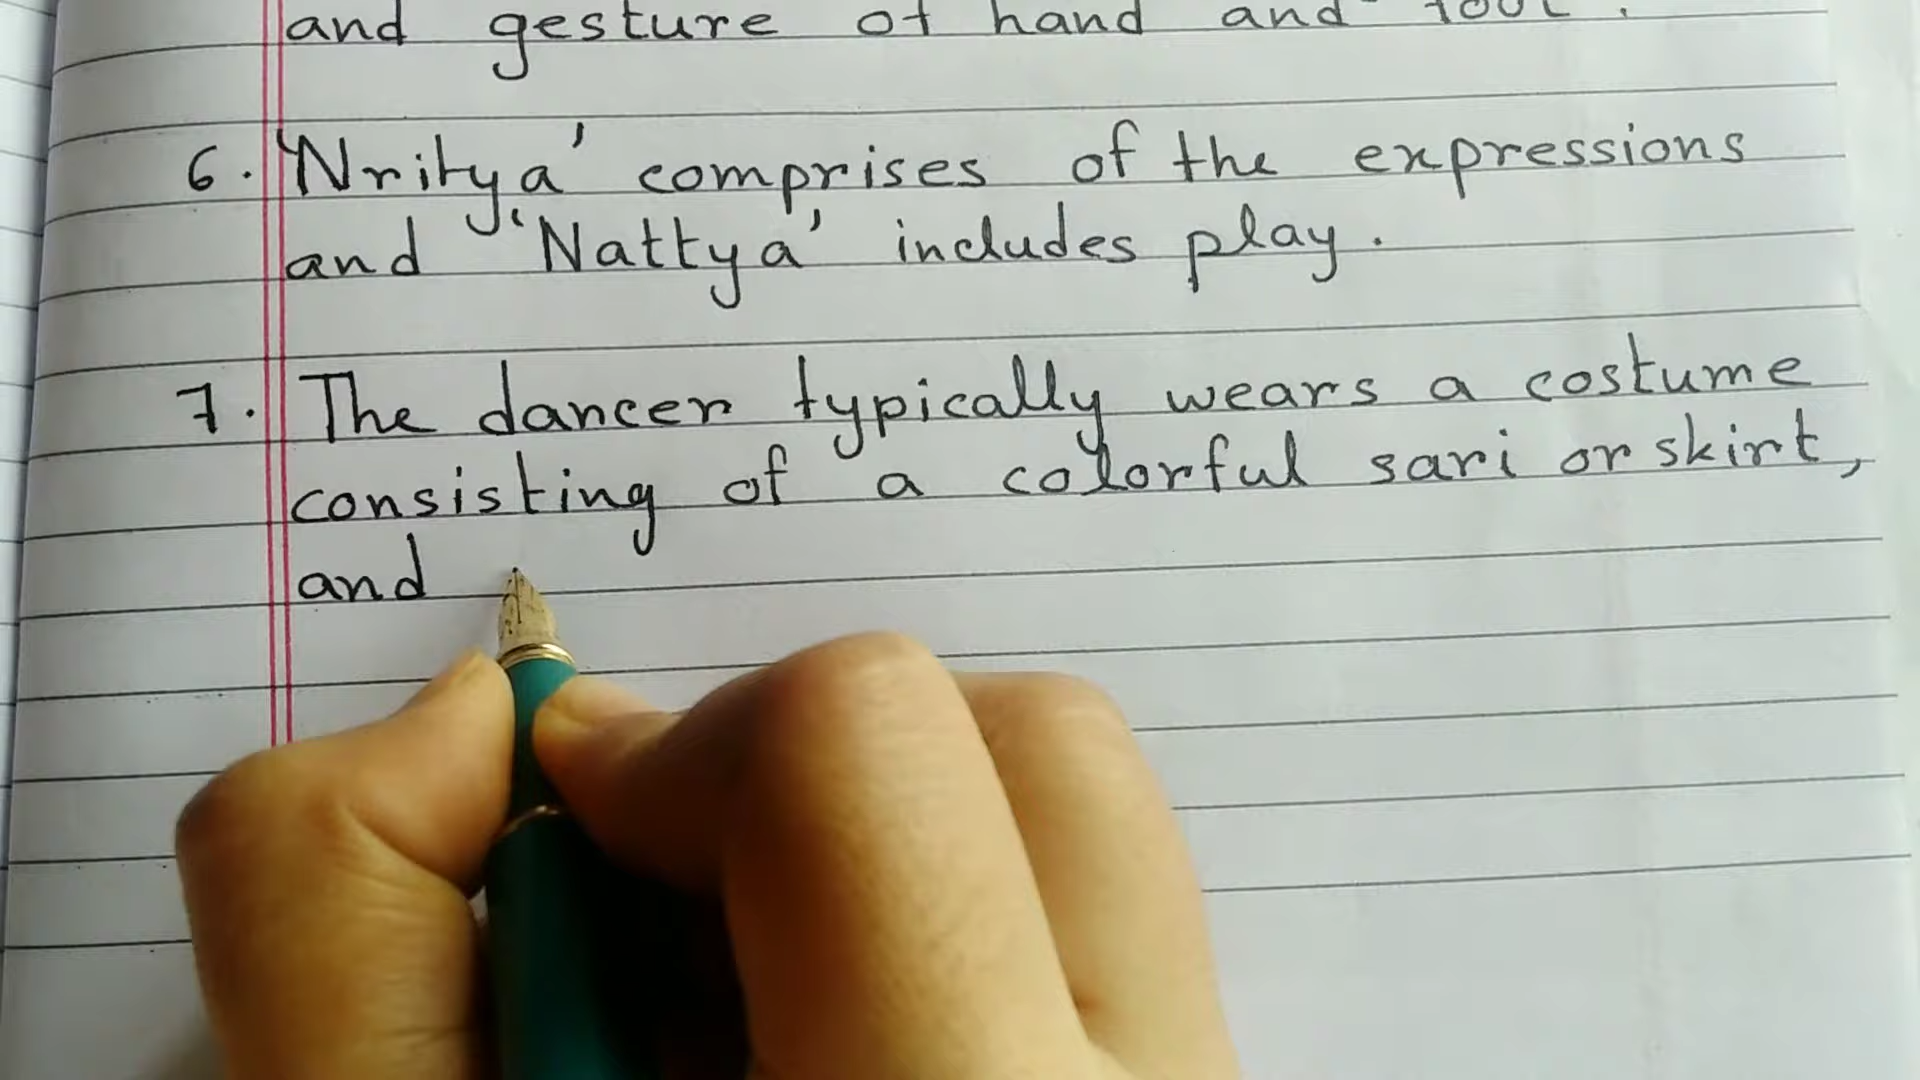 and gesture of hand and foot.
6. 'Nritya' comprises of the expressions
and 'Nattya' includes play.
7. The dancer typically wears a costume
consisting of a colorful sari or skirt,
and